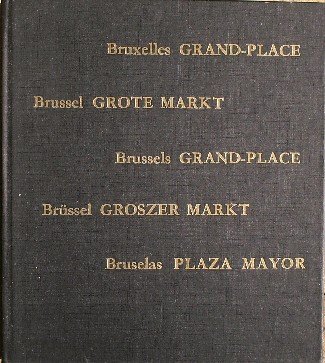 Bruxelles GRAND-PLACE
Brussel GROTE MARKT
Brussels GRAND-PLACE
Brüssel GROSZER MARKT
Bruselas PLAZA MAYOR